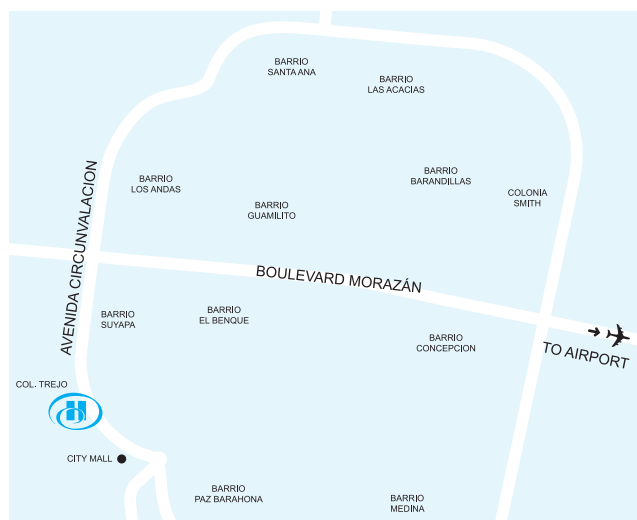 BARRIO
SANTA ANA
BARRIO
LAS ACACIAS
BARRIO
LOS ANDAS
BARRIO
GUAMILITO
BARRIO
BARANDILLAS
COLONIA
SMITH
AVENIDA CIRCUNVALACION
BOULEVARD MORAZÁN
BARRIO
SUYAPA
BARRIO
EL BENQUE
BARRIO
CONCEPCION
TO AIRPORT
COL. TREJO
H
CITY MALL
BARRIO
PAZ BARAHONA
BARRIO
MEDINA